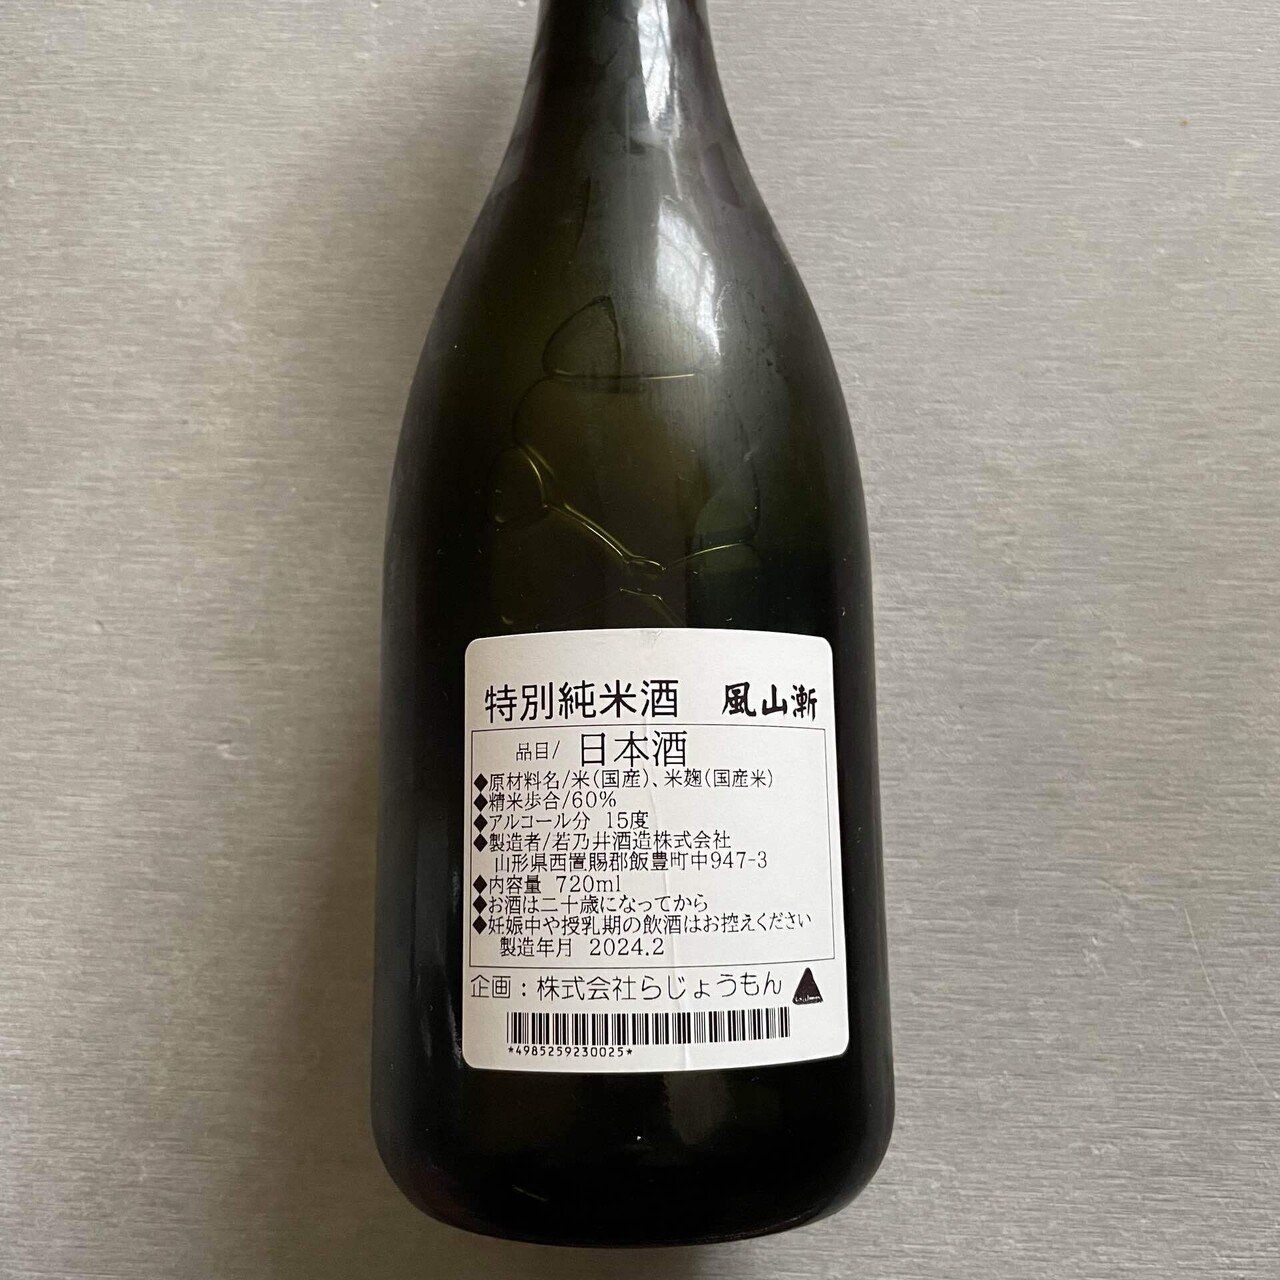 特別純米酒　風山漸
品目/ 日本酒
◆原材料名/米(国産)、米麹(国産米)
◆精米歩合/60%
◆アルコール分 15度
◆製造者/若乃井酒造株式会社
山形県西置賜郡飯豊町中947-3
◆内容量 720ml
◆お酒は二十歳になってから
◆妊娠中や授乳期の飲酒はお控えください
製造年月 2024.2
企画：株式会社らじょうもん
*4985259230025*